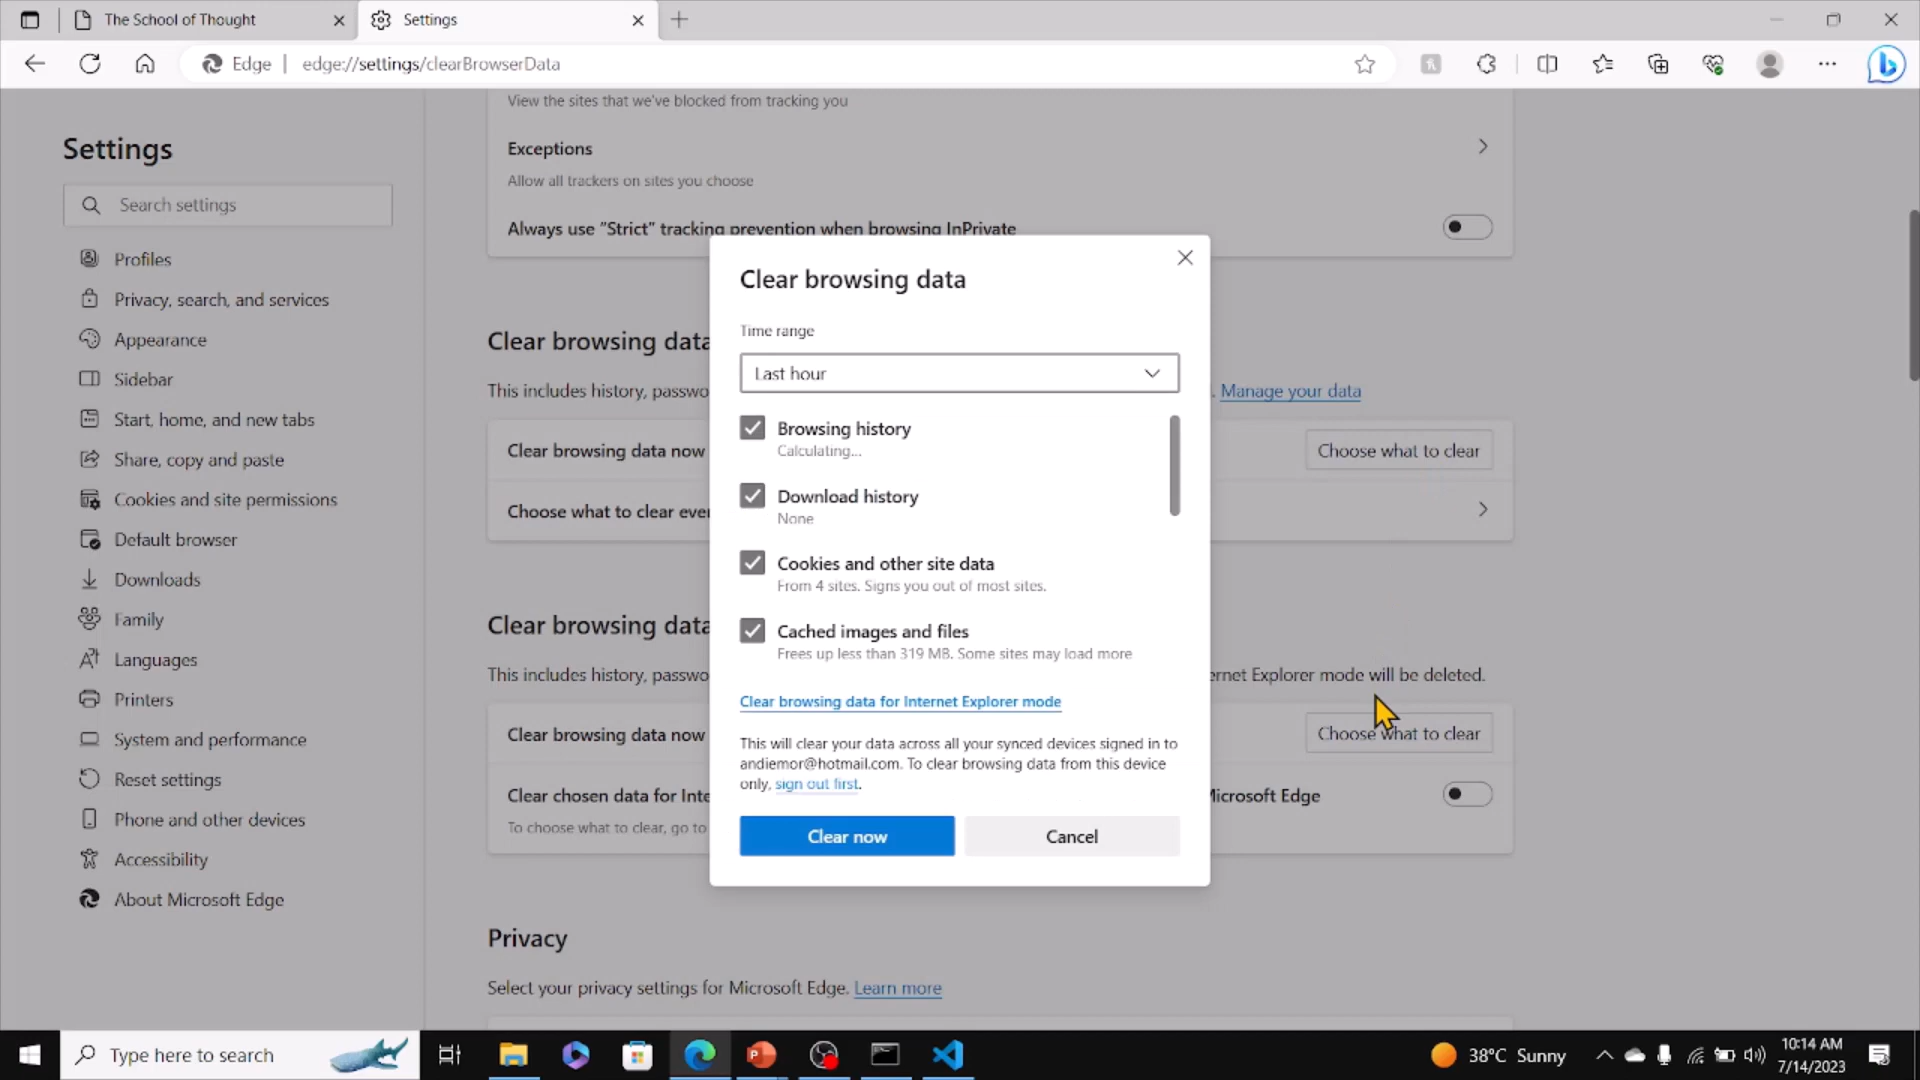 The School of Thought
Settings
Edge
edge://settings/clearBrowserData
View the sites that we've blocked from tracking you
Settings
Exceptions
Allow all trackers on sites you choose
Search settings
Always use "Strict" tracking prevention when browsing InPrivate
Profiles
Privacy, search, and services
Appearance
Sidebar
Start, home, and new tabs
Share, copy and paste
Cookies and site permissions
Default browser
Downloads
Family
Languages
Printers
System and performance
Reset settings
Phone and other devices
Accessibility
About Microsoft Edge
Clear browsing data
This includes history, passwo
. Manage your data
Clear browsing data now
Choose what to clear
Choose what to clear ever
Clear browsing data
This includes history, passwo
ernet Explorer mode will be deleted.
Clear browsing data now
Choose what to clear
Clear chosen data for Inte
Microsoft Edge
To choose what to clear, go to
Privacy
Select your privacy settings for Microsoft Edge. Learn more
Clear browsing data
Time range
Last hour
Browsing history
Calculating...
Download history
None
Cookies and other site data
From 4 sites. Signs you out of most sites.
Cached images and files
Frees up less than 319 MB. Some sites may load more
Clear browsing data for Internet Explorer mode
This will clear your data across all your synced devices signed in to
andiemor@hotmail.com. To clear browsing data from this device
only, sign out first.
Clear now
Cancel
Type here to search
38°C Sunny
10:14 AM
7/14/2023